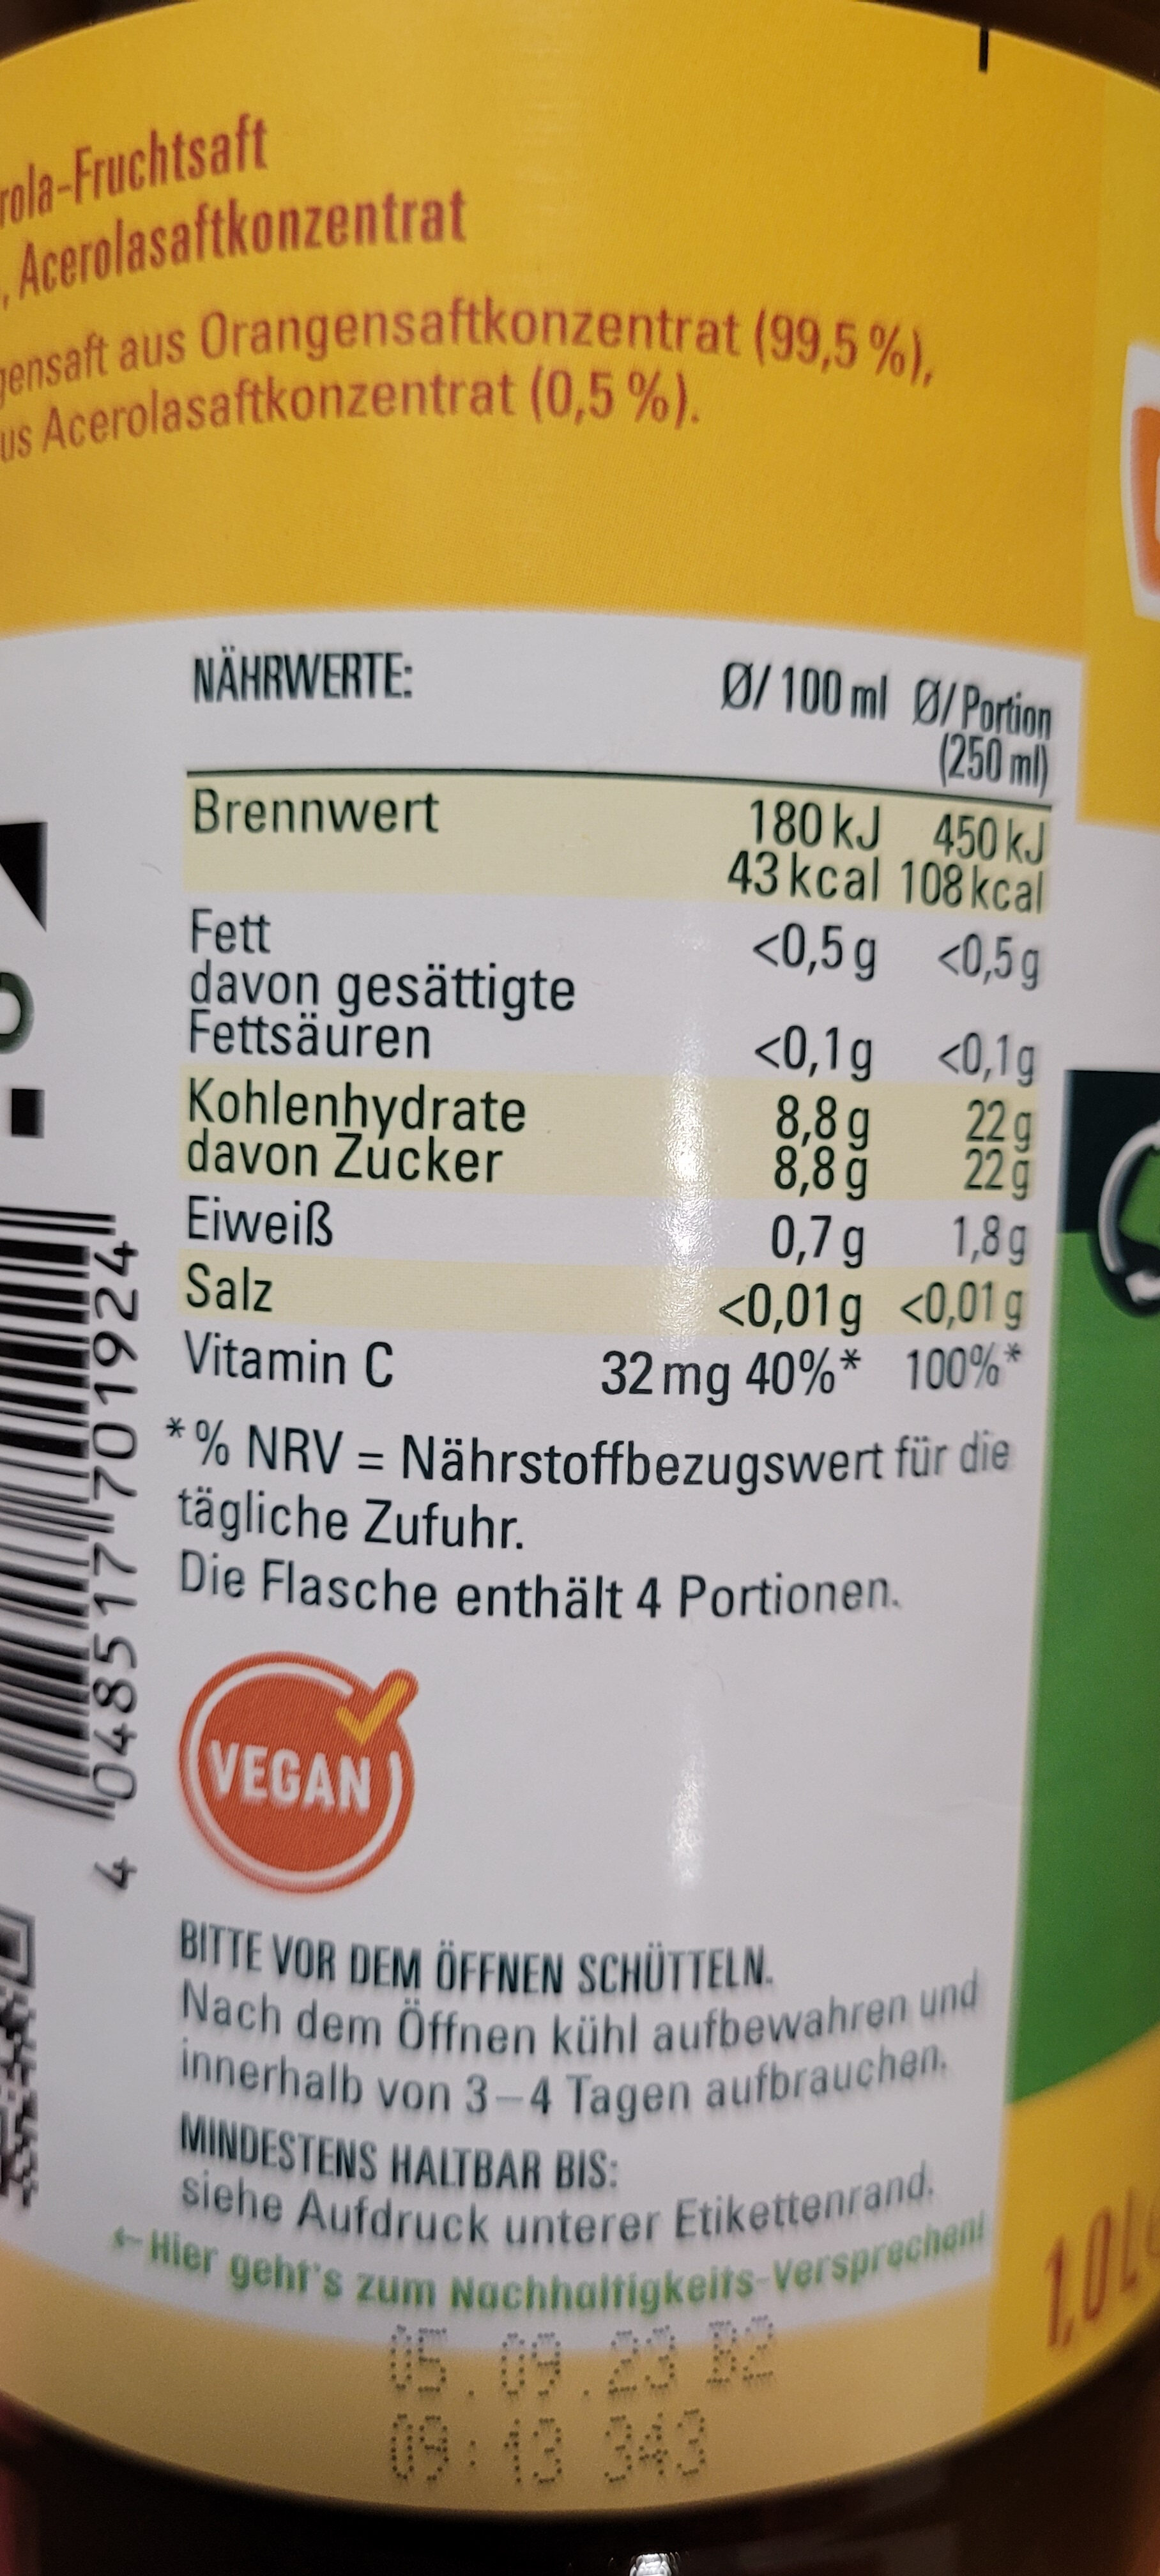 rola-Fruchtsaft
, Acerolasaftkonzentrat
gensaft aus Orangensaftkonzentrat (99,5 %),
us Acerolasaftkonzentrat (0,5 %).
NÄHRWERTE: Ø/ 100 ml Ø/ Portion
(250 ml)
Brennwert 180 kJ 450 kJ
43 kcal 108 kcal
Fett <0,5 g <0,5 g
davon gesättigte
Fettsäuren <0,1 g <0,1 g
Kohlenhydrate 8,8 g 22 g
davon Zucker 8,8 g 22 g
Eiweiß 0,7 g 1,8 g
Salz <0,01 g <0,01 g
Vitamin C 32 mg 40%* 100%*
*% NRV = Nährstoffbezugswert für die
tägliche Zufuhr.
Die Flasche enthält 4 Portionen.
4 048517 701924
VEGAN
BITTE VOR DEM ÖFFNEN SCHÜTTELN.
Nach dem Öffnen kühl aufbewahren und
innerhalb von 3–4 Tagen aufbrauchen.
MINDESTENS HALTBAR BIS:
siehe Aufdruck unterer Etikettenrand.
←Hier geht's zum Nachhaltigkeits-Versprechen!
1,0 L
05.09.23 B2
09:13 343